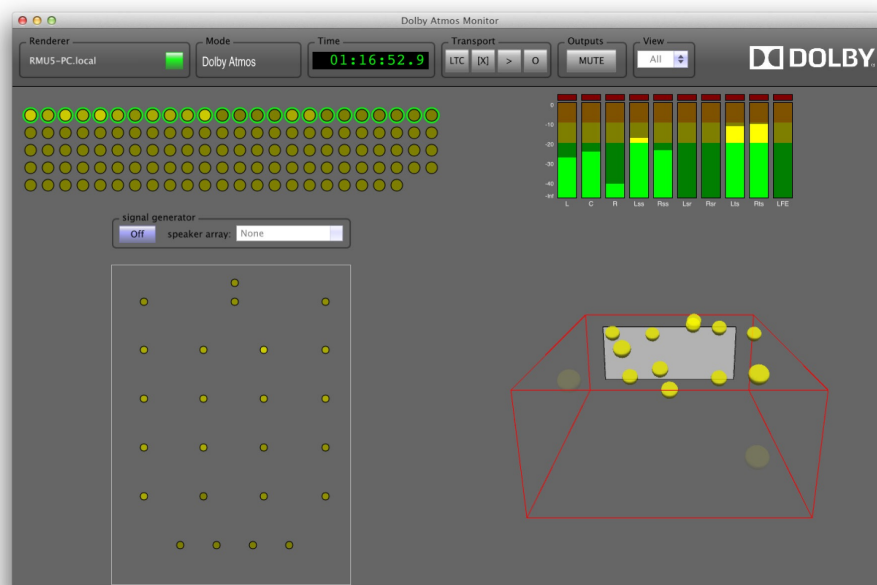 Dolby Atmos Monitor
Renderer
RMU5-PC.local
Mode
Dolby Atmos
Time
01:16:52.9
Transport
LTC [X] > O
Outputs
MUTE
View
All
DOLBY
0
-10
-20
-30
-40
-inf
L C R Lss Rss Lsr Rsr Lts Rts LFE
signal generator
Off speaker array: None